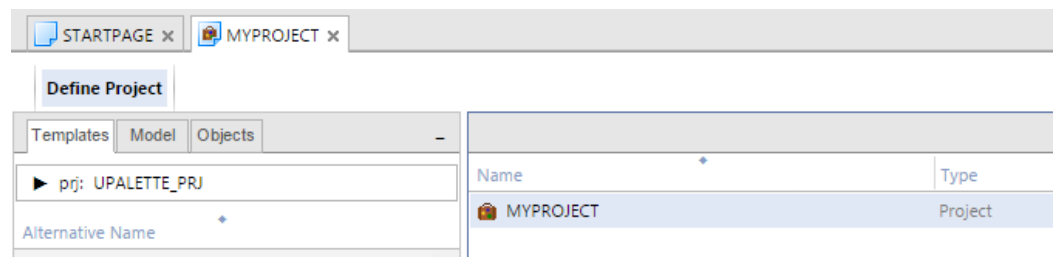 STARTPAGE x MYPROJECT x
Define Project
Templates Model Objects –
▶ prj: UPALETTE_PRJ
Name Type
MYPROJECT Project
Alternative Name